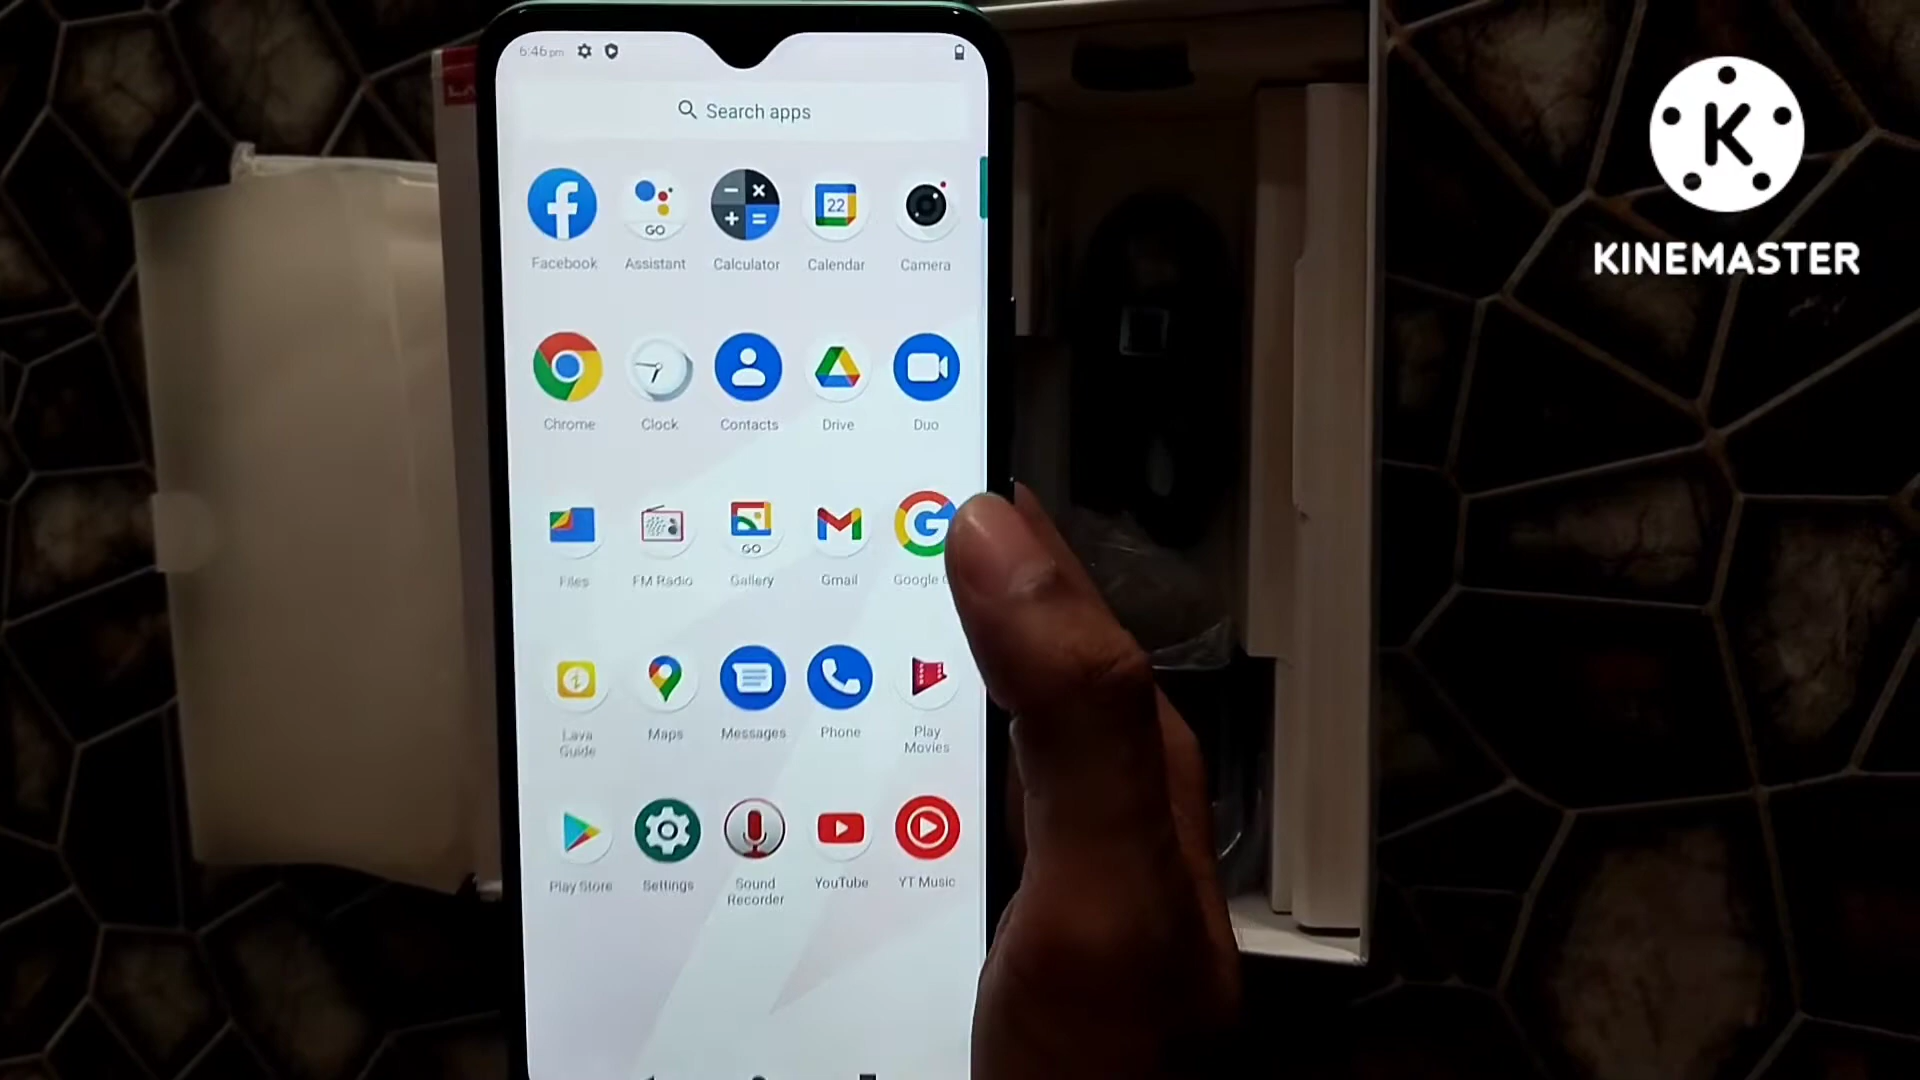 6:46 pm
Search apps
GO
22
Facebook Assistant Calculator Calendar Camera
Chrome Clock Contacts Drive Duo
GO
Files FM Radio Gallery Gmail Google
Lava Guide Maps Messages Phone Play Movies
Play Store Settings Sound Recorder YouTube YT Music
K
KINEMASTER